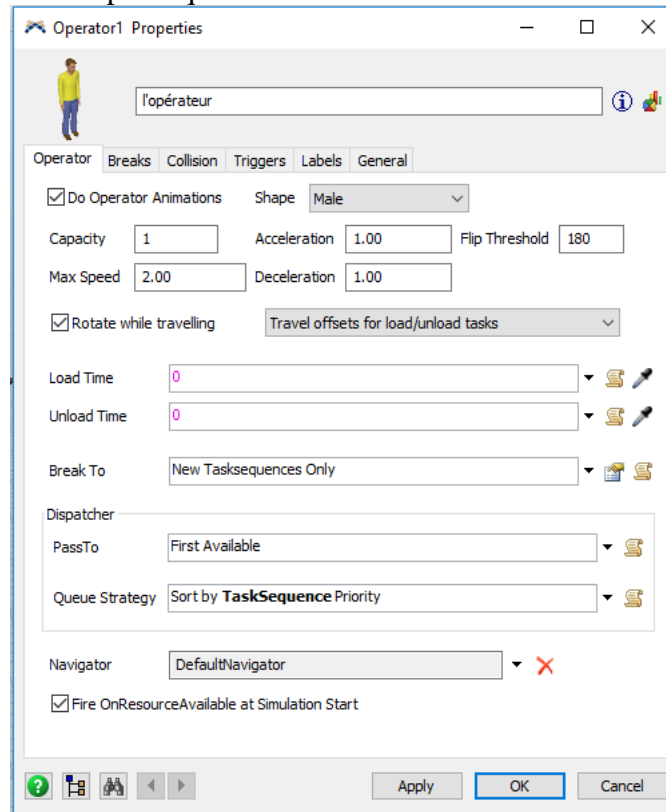 Operator1 Properties
l'opérateur
Operator Breaks Collision Triggers Labels General
Do Operator Animations Shape Male
Capacity 1 Acceleration 1.00 Flip Threshold 180
Max Speed 2.00 Deceleration 1.00
Rotate while travelling Travel offsets for load/unload tasks
Load Time 0
Unload Time 0
Break To New Tasksequences Only
Dispatcher
PassTo First Available
Queue Strategy Sort by TaskSequence Priority
Navigator DefaultNavigator
Fire OnResourceAvailable at Simulation Start
Apply OK Cancel